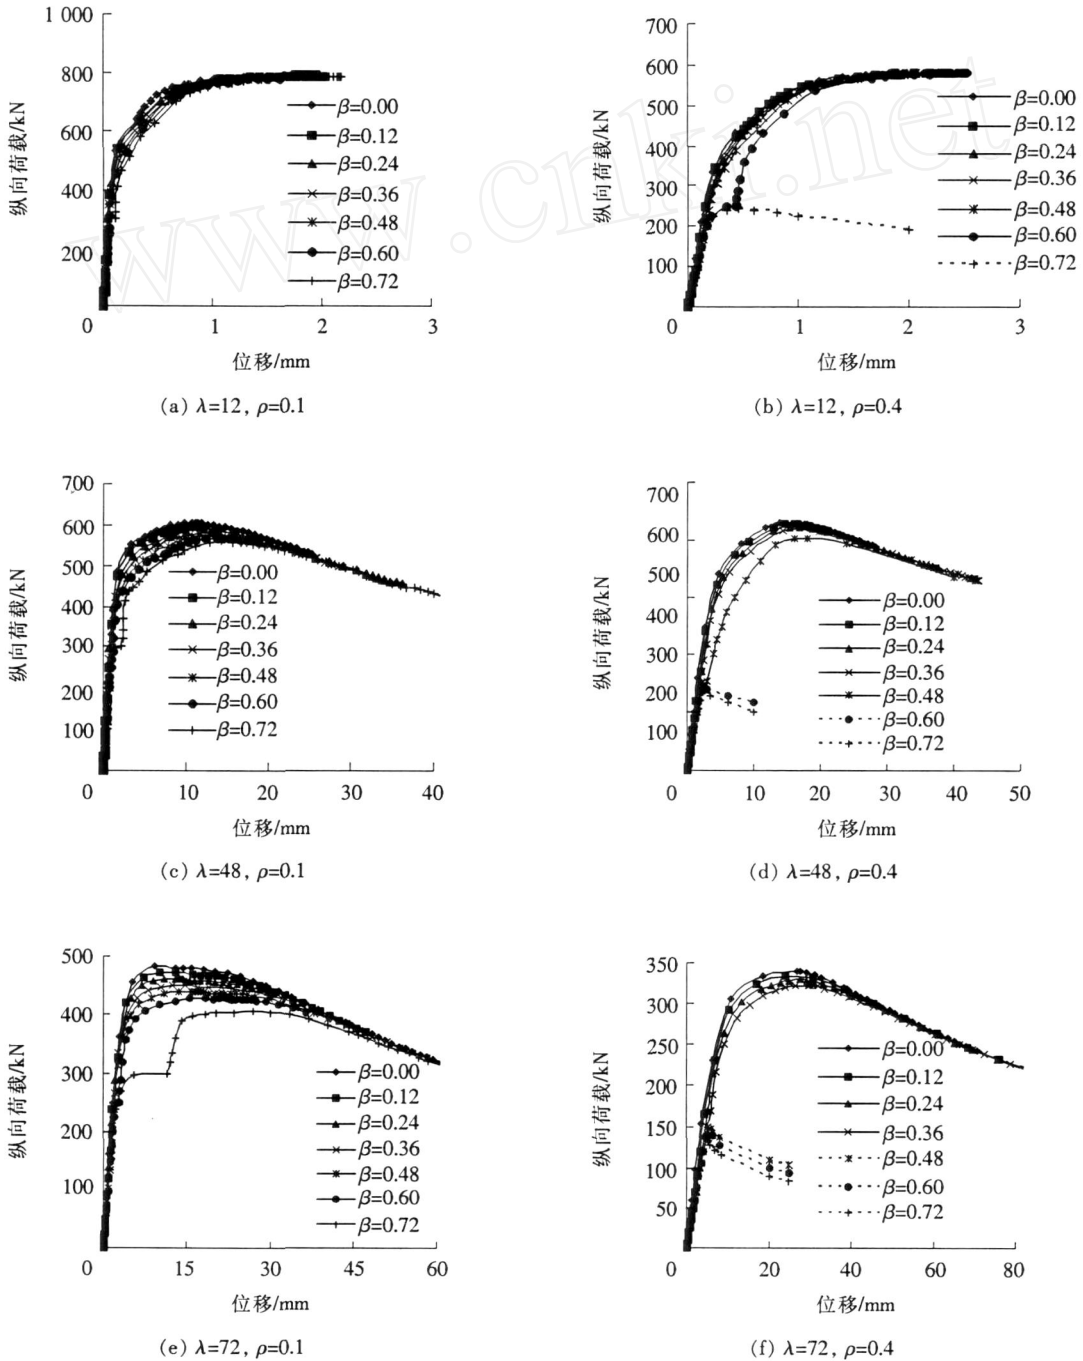 1 000
800
600
400
200
0
1
2
3
纵向荷载/kN
位移/mm
β=0.00
β=0.12
β=0.24
β=0.36
β=0.48
β=0.60
β=0.72
(a) λ=12, ρ=0.1
700
600
500
400
300
200
100
0
1
2
3
纵向荷载/kN
位移/mm
β=0.00
β=0.12
β=0.24
β=0.36
β=0.48
β=0.60
β=0.72
(b) λ=12, ρ=0.4
www.cnki.net
700
600
500
400
300
200
100
0
10
20
30
40
纵向荷载/kN
位移/mm
β=0.00
β=0.12
β=0.24
β=0.36
β=0.48
β=0.60
β=0.72
(c) λ=48, ρ=0.1
700
600
500
400
300
200
100
0
10
20
30
40
50
纵向荷载/kN
位移/mm
β=0.00
β=0.12
β=0.24
β=0.36
β=0.48
β=0.60
β=0.72
(d) λ=48, ρ=0.4
500
400
300
200
100
0
15
30
45
60
纵向荷载/kN
位移/mm
β=0.00
β=0.12
β=0.24
β=0.36
β=0.48
β=0.60
β=0.72
(e) λ=72, ρ=0.1
350
300
250
200
150
100
50
0
20
40
60
80
纵向荷载/kN
位移/mm
β=0.00
β=0.12
β=0.24
β=0.36
β=0.48
β=0.60
β=0.72
(f) λ=72, ρ=0.4